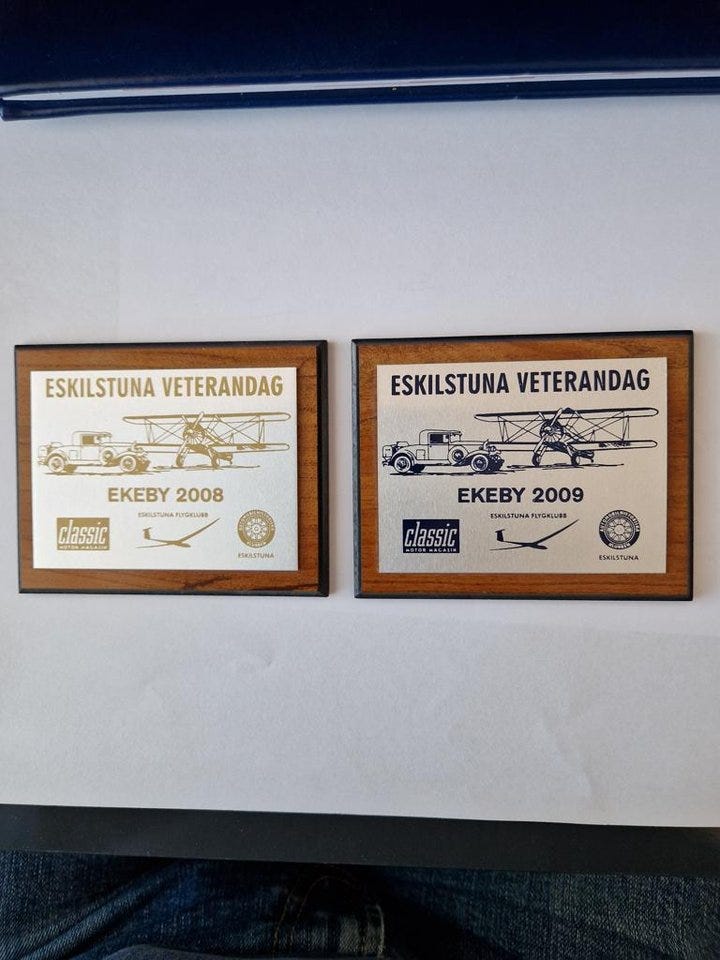 ESKILSTUNA VETERANDAG
EKEBY 2008
classic
MOTOR MAGASIN
ESKILSTUNA FLYGKLUBB
ESKILSTUNA
ESKILSTUNA VETERANDAG
EKEBY 2009
classic
MOTOR MAGASIN
ESKILSTUNA FLYGKLUBB
ESKILSTUNA